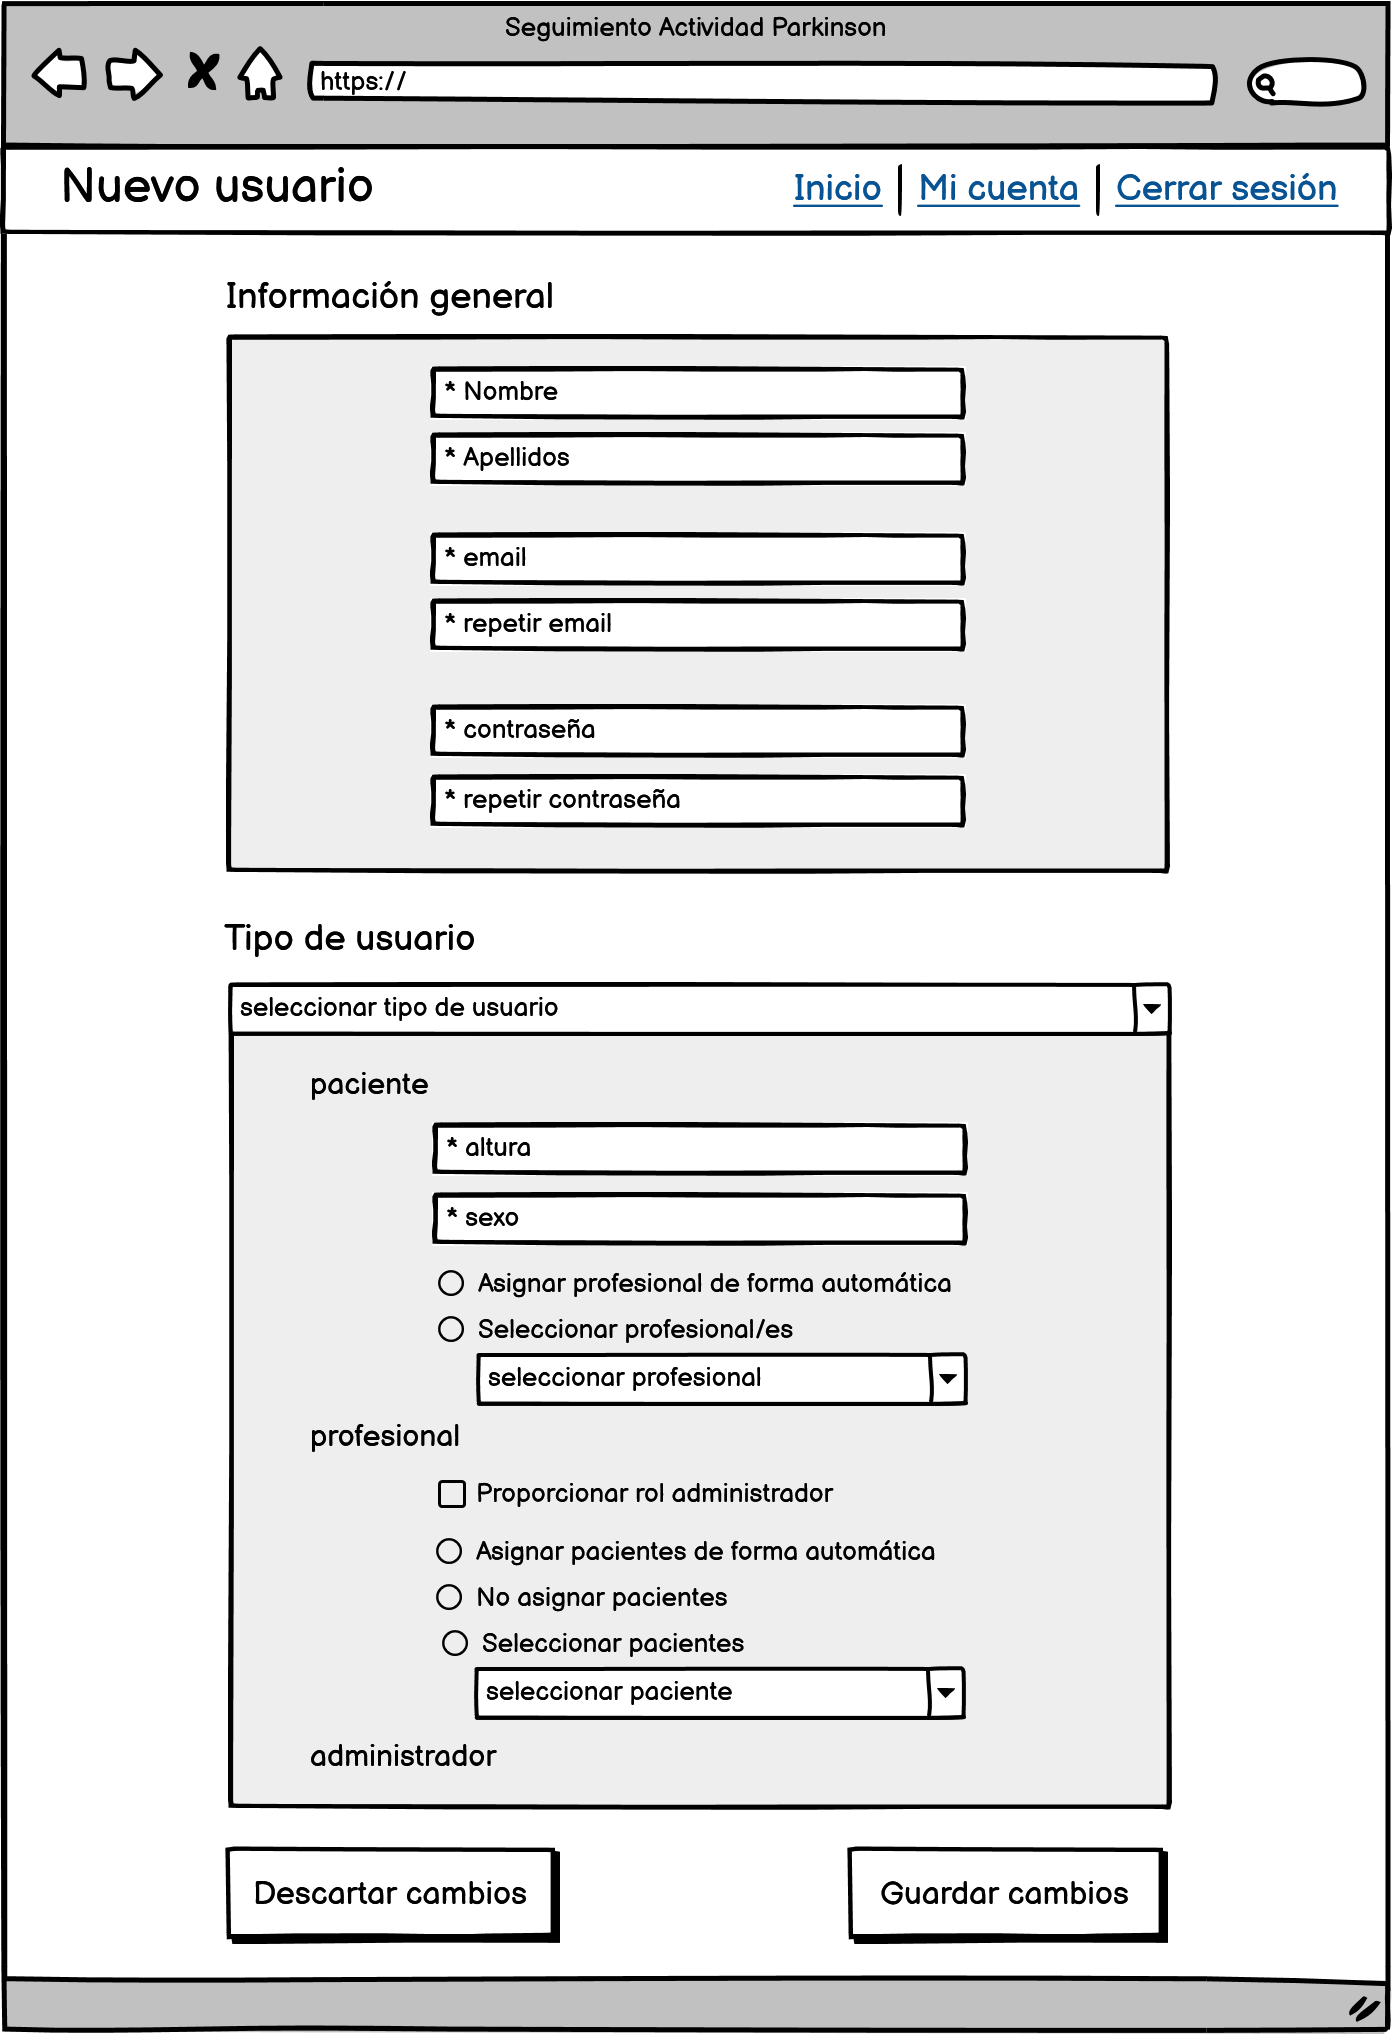 Seguimiento Actividad Parkinson
https://
Nuevo usuario
Inicio | Mi cuenta | Cerrar sesión
Información general
* Nombre
* Apellidos
* email
* repetir email
* contraseña
* repetir contraseña
Tipo de usuario
seleccionar tipo de usuario
paciente
* altura
* sexo
Asignar profesional de forma automática
Seleccionar profesional/es
seleccionar profesional
profesional
Proporcionar rol administrador
Asignar pacientes de forma automática
No asignar pacientes
Seleccionar pacientes
seleccionar paciente
administrador
Descartar cambios
Guardar cambios